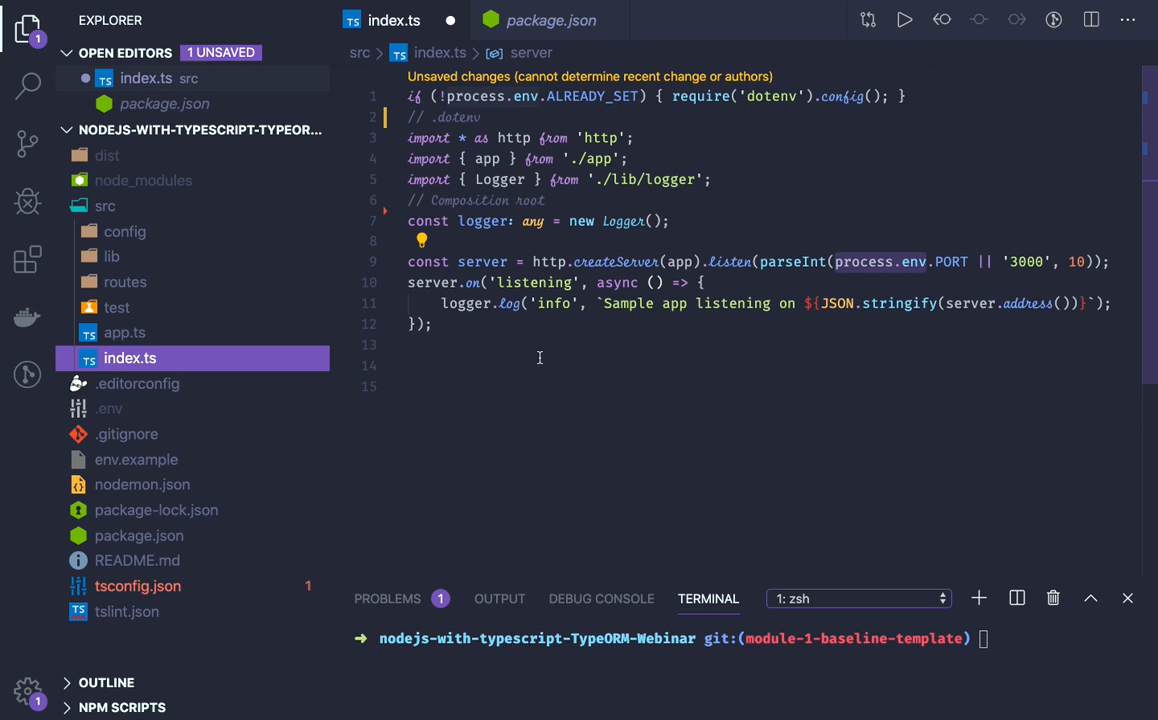 EXPLORER
OPEN EDITORS 1 UNSAVED
TS index.ts src
package.json
NODEJS-WITH-TYPESCRIPT-TYPEOR...
dist
node_modules
src
config
lib
routes
test
TS app.ts
TS index.ts
.editorconfig
.env
.gitignore
env.example
nodemon.json
package-lock.json
package.json
README.md
tsconfig.json 1
TS tslint.json
OUTLINE
NPM SCRIPTS
1
1
TS index.ts
package.json
src > TS index.ts > server
Unsaved changes (cannot determine recent change or authors)
1 if (!process.env.ALREADY_SET) { require('dotenv').config(); }
2 // .dotenv
3 import * as http from 'http';
4 import { app } from './app';
5 import { Logger } from './lib/logger';
6 // Composition root
7 const logger: any = new Logger();
8
9 const server = http.createServer(app).listen(parseInt(process.env.PORT || '3000', 10));
10 server.on('listening', async () => {
11 logger.log('info', `Sample app listening on ${JSON.stringify(server.address())}`);
12 });
13
14
15
PROBLEMS 1 OUTPUT DEBUG CONSOLE TERMINAL 1: zsh
➜ nodejs-with-typescript-TypeORM-Webinar git:(module-1-baseline-template)